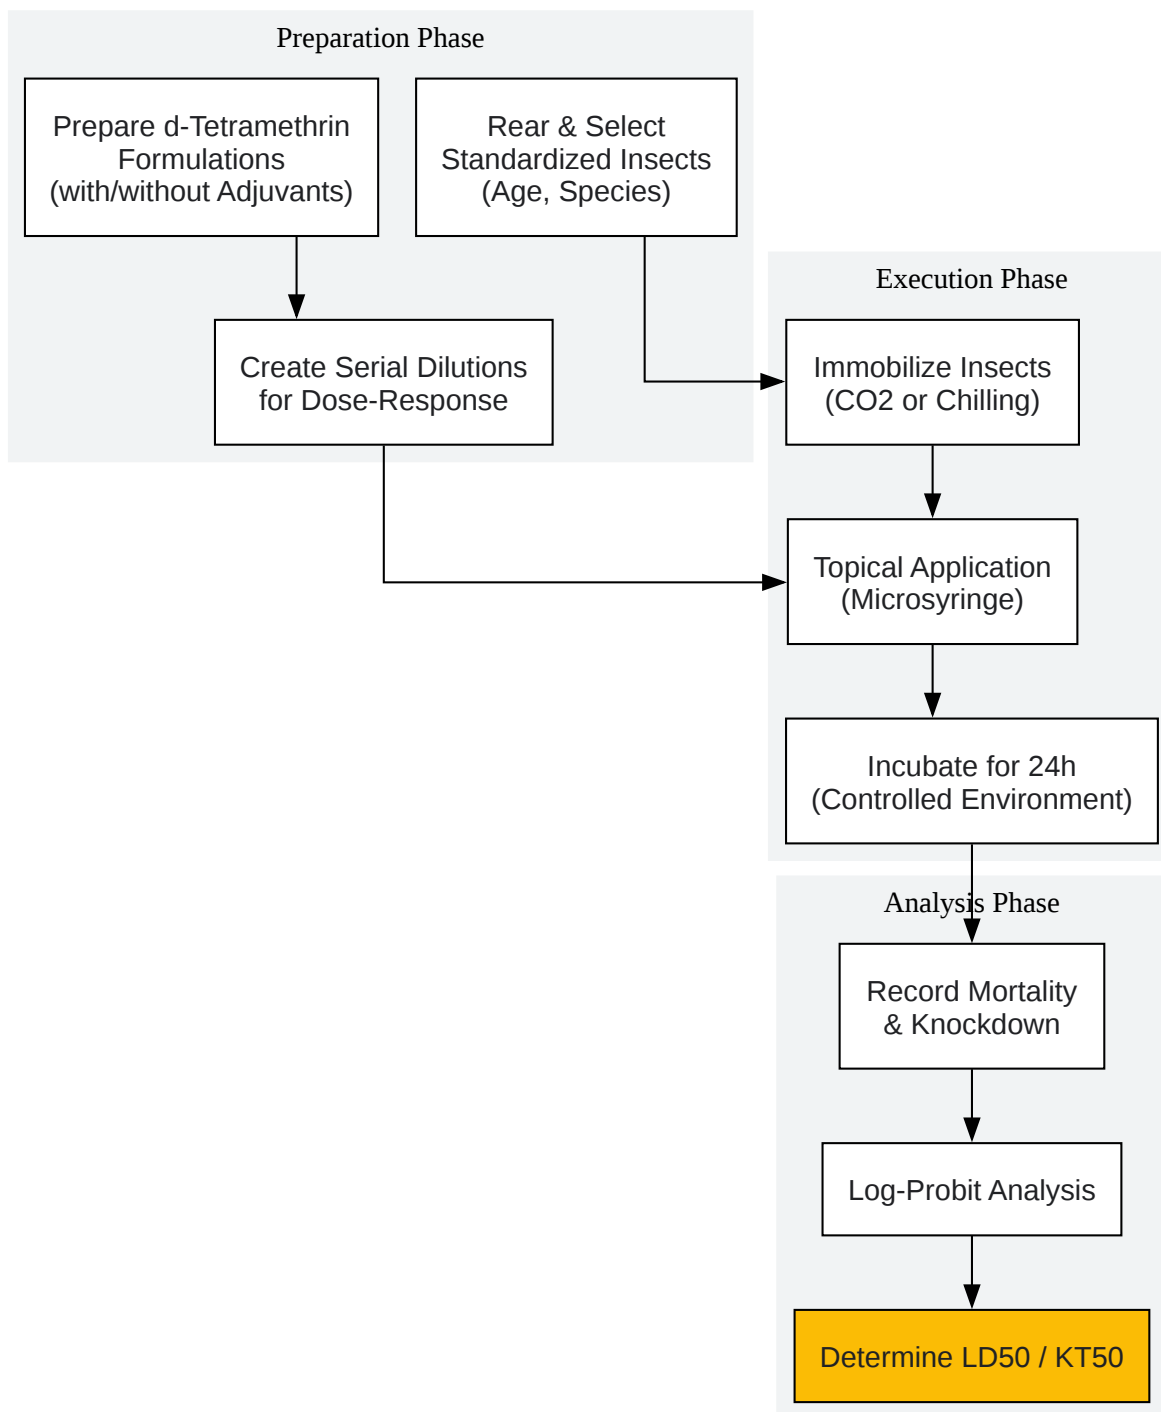 Preparation Phase
Prepare d-Tetramethrin
Formulations
(with/without Adjuvants)
Rear & Select
Standardized Insects
(Age, Species)
Create Serial Dilutions
for Dose-Response
Execution Phase
Immobilize Insects
(CO2 or Chilling)
Topical Application
(Microsyringe)
Incubate for 24h
(Controlled Environment)
Analysis Phase
Record Mortality
& Knockdown
Log-Probit Analysis
Determine LD50 / KT50